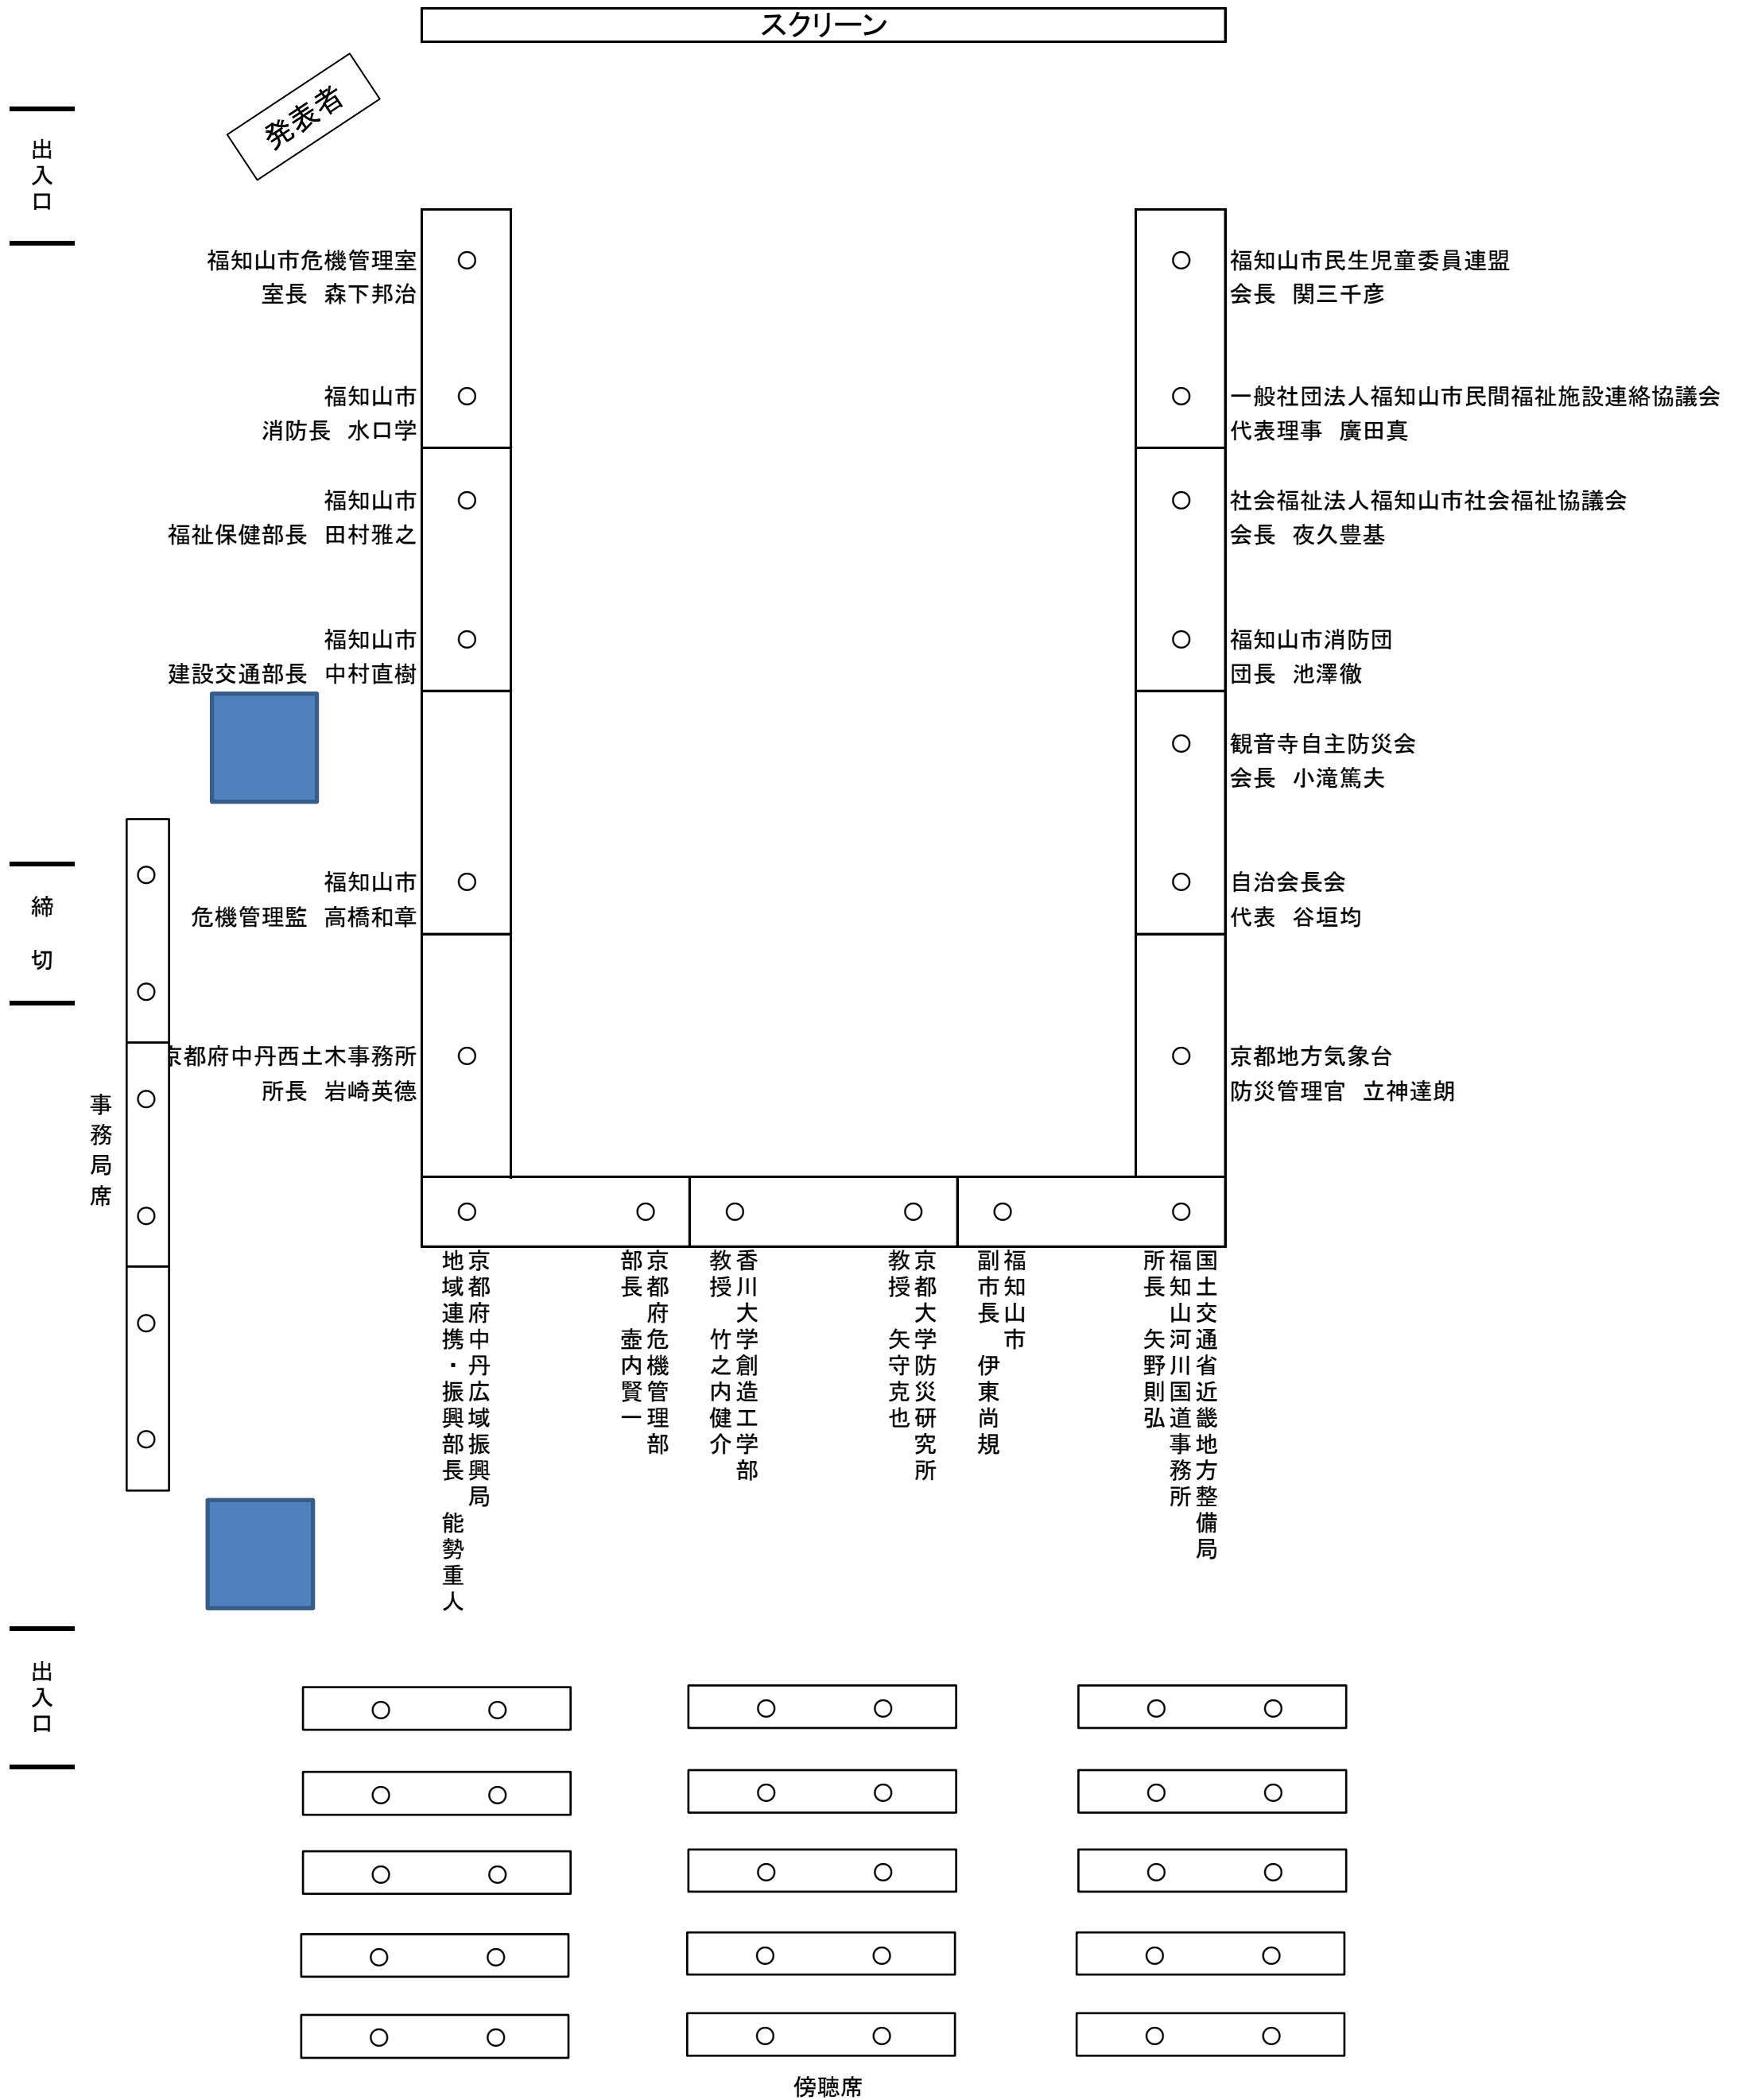 スクリーン
発表者
出入口
福知山市危機管理室
室長　森下邦治
福知山市
消防長　水口学
福知山市
福祉保健部長　田村雅之
福知山市
建設交通部長　中村直樹
福知山市
危機管理監　高橋和章
京都府中丹西土木事務所
所長　岩崎英徳
福知山市民生児童委員連盟
会長　関三千彦
一般社団法人福知山市民間福祉施設連絡協議会
代表理事　廣田真
社会福祉法人福知山市社会福祉協議会
会長　夜久豊基
福知山市消防団
団長　池澤徹
観音寺自主防災会
会長　小滝篤夫
自治会長会
代表　谷垣均
京都地方気象台
防災管理官　立神達朗
締切
事務局席
京都府中丹広域振興局
地域連携・振興部長　能勢重人
京都府危機管理部
部長　壺内賢一
香川大学創造工学部
教授　竹之内健介
京都大学防災研究所
教授　矢守克也
福知山市
副市長　伊東尚規
国土交通省近畿地方整備局
福知山河川国道事務所
所長　矢野則弘
出入口
傍聴席